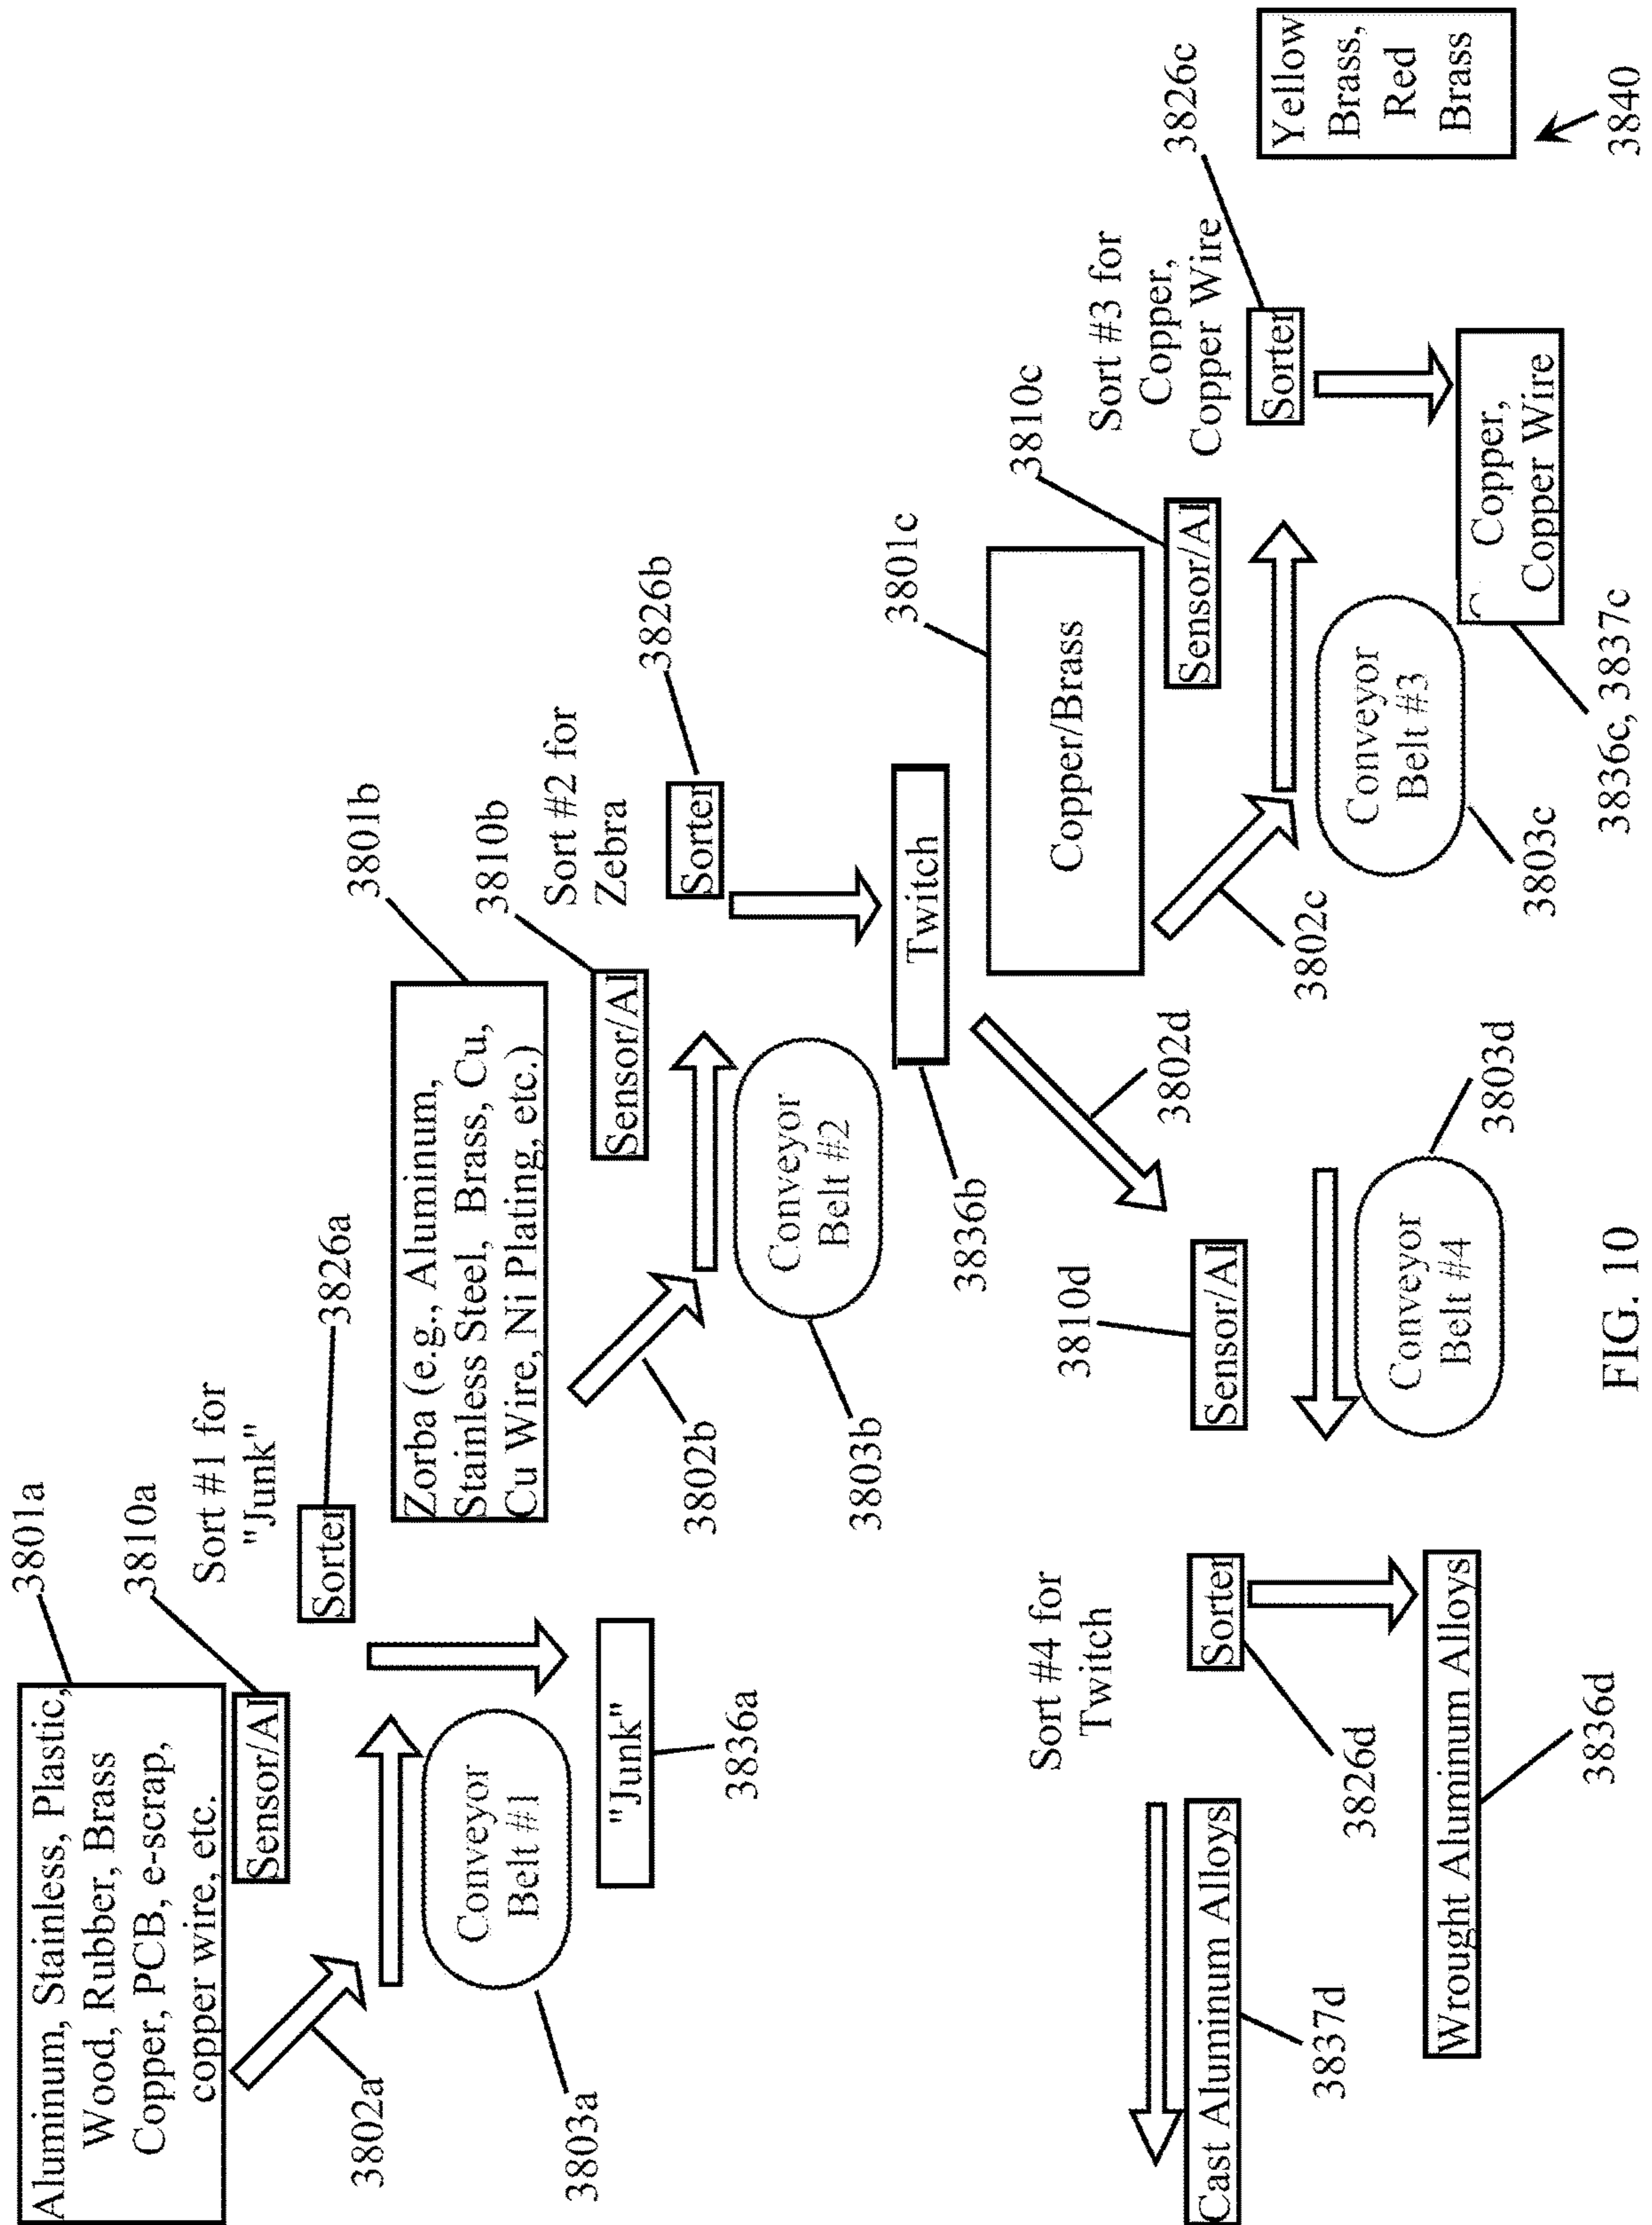 3801a
Aluminum, Stainless, Plastic,
Wood, Rubber, Brass
Copper, PCB, e-scrap,
copper wire, etc.
3810a
Sensor/AI
Sort #1 for
"Junk"
Sorter
3826a
3802a
Conveyor
Belt #1
3803a
"Junk"
3836a
3801b
Zorba (e.g., Aluminum,
Stainless Steel, Brass, Cu,
Cu Wire, Ni Plating, etc.)
3810b
Sensor/AI
Sort #2 for
Zebra
Sorter
3826b
3802b
Conveyor
Belt #2
3803b
Twitch
3836b
3801c
Copper/Brass
3810c
Sensor/AI
Sort #3 for
Copper,
Copper Wire
Sorter
3826c
3802c
Conveyor
Belt #3
3803c
Copper,
Copper Wire
3836c, 3837c
Yellow
Brass,
Red
Brass
3840
3802d
3810d
Sensor/AI
Conveyor
Belt #4
3803d
Sort #4 for
Twitch
Sorter
3826d
Cast Aluminum Alloys
3837d
Wrought Aluminum Alloys
3836d
FIG. 10